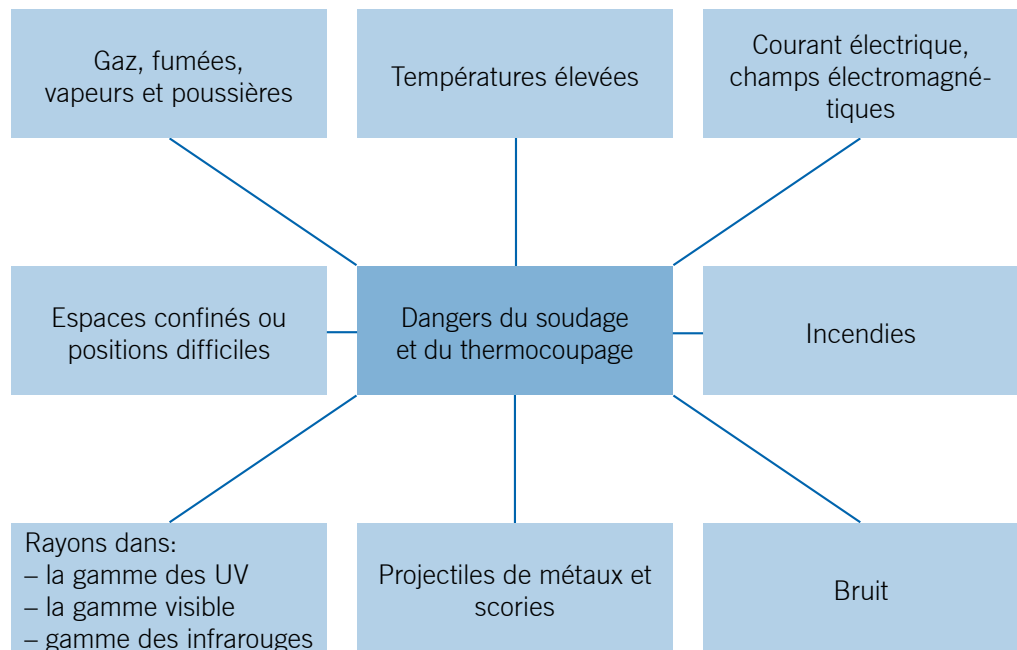 Gaz, fumées,
vapeurs et poussières
Températures élevées
Courant électrique,
champs électromagné-
tiques
Espaces confinés ou
positions difficiles
Dangers du soudage
et du thermocoupage
Incendies
Rayons dans:
– la gamme des UV
– la gamme visible
– gamme des infrarouges
Projectiles de métaux et
scories
Bruit